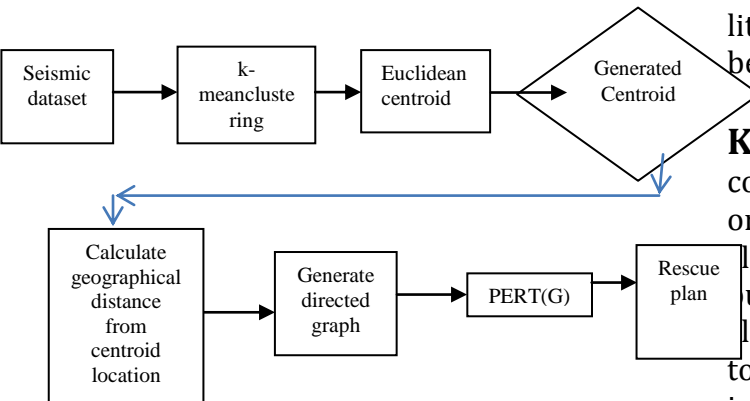 Seismic
dataset
k-
meancluste
ring
Euclidean
centroid
Generated
Centroid
Calculate
geographical
distance
from
centroid
location
Generate
directed
graph
PERT(G)
Rescue
plan
lit
be
K
co
on
to